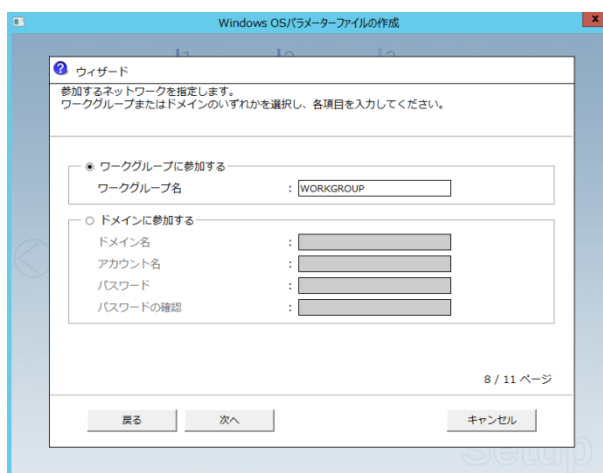 Windows OSパラメーターファイルの作成
x
1 2 3
? ウィザード
参加するネットワークを指定します。
ワークグループまたはドメインのいずれかを選択し、各項目を入力してください。
ワークグループに参加する
ワークグループ名 : WORKGROUP
ドメインに参加する
ドメイン名 :
アカウント名 :
パスワード :
パスワードの確認 :
8 / 11 ページ
戻る 次へ キャンセル
Setup